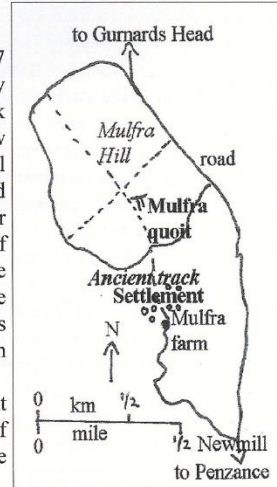 to Gurnards Head
Mulfra
Hill
road
Mulfra
quoit
Ancient track
Settlement
Mulfra
farm
N
0 km 1/2
0 mile 1/2
Newmill
to Penzance